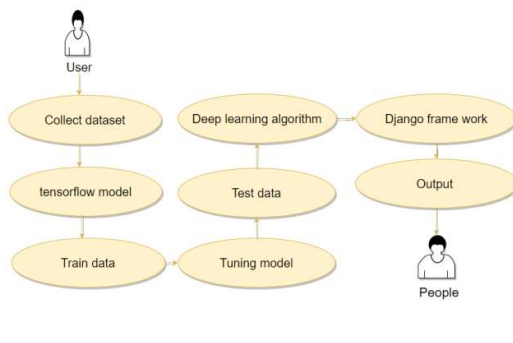 User
Collect dataset
tensorflow model
Train data
Tuning model
Test data
Deep learning algorithm
Django frame work
Output
People